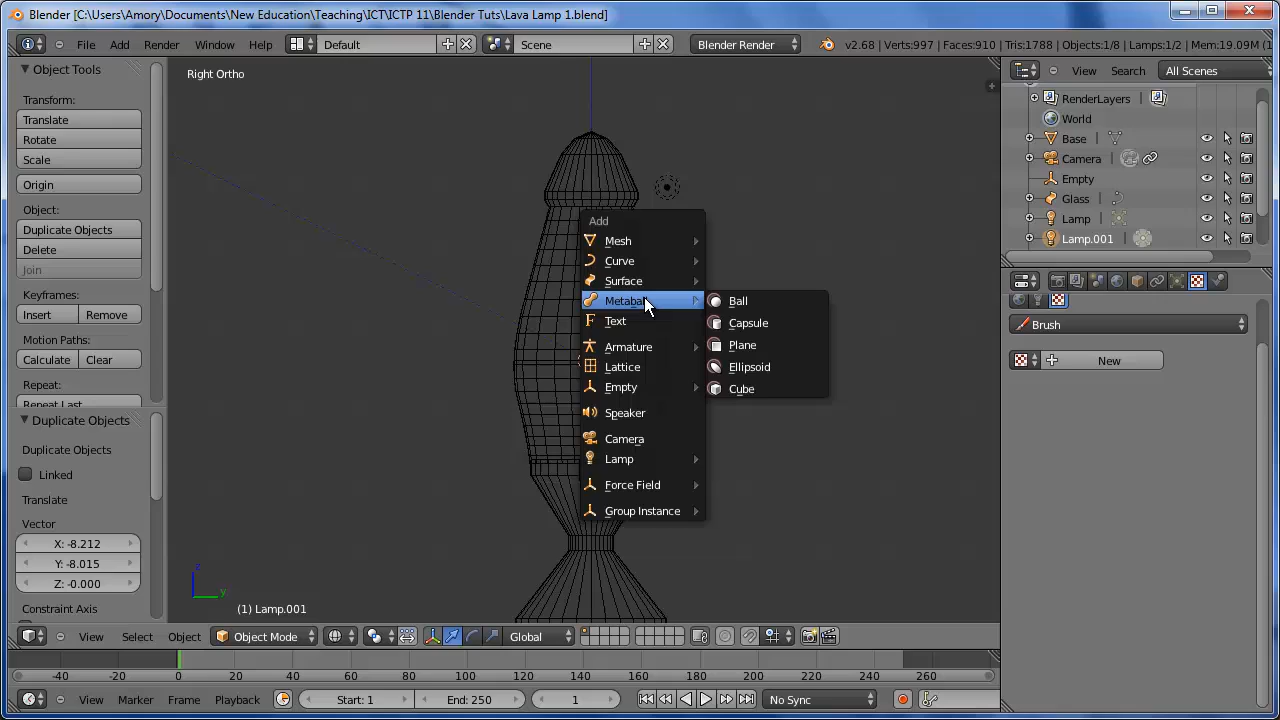 Blender [C:\Users\Amory\Documents\New Education\Teaching\ICT\ICTP 11\Blender Tuts\Lava Lamp 1.blend]
File Add Render Window Help Default Scene Blender Render v2.68 | Verts:997 | Faces:910 | Tris:1788 | Objects:1/8 | Lamps:1/2 | Mem:19.09M (1
Object Tools
Transform:
Translate
Rotate
Scale
Origin
Object:
Duplicate Objects
Delete
Join
Keyframes:
Insert Remove
Motion Paths:
Calculate Clear
Repeat:
Repeat Last
Duplicate Objects
Duplicate Objects
Linked
Translate
Vector
X: -8.212
Y: -8.015
Z: -0.000
Constraint Axis
Right Ortho
Add
Mesh
Curve
Surface
Metaball
Text
Armature
Lattice
Empty
Speaker
Camera
Lamp
Force Field
Group Instance
Ball
Capsule
Plane
Ellipsoid
Cube
z
y
(1) Lamp.001
View Select Object Object Mode Global
View Search All Scenes
RenderLayers
World
Base
Camera
Empty
Glass
Lamp
Lamp.001
Brush
New
-40 -20 0 20 40 60 80 100 120 140 160 180 200 220 240 260
View Marker Frame Playback Start: 1 End: 250 1 No Sync